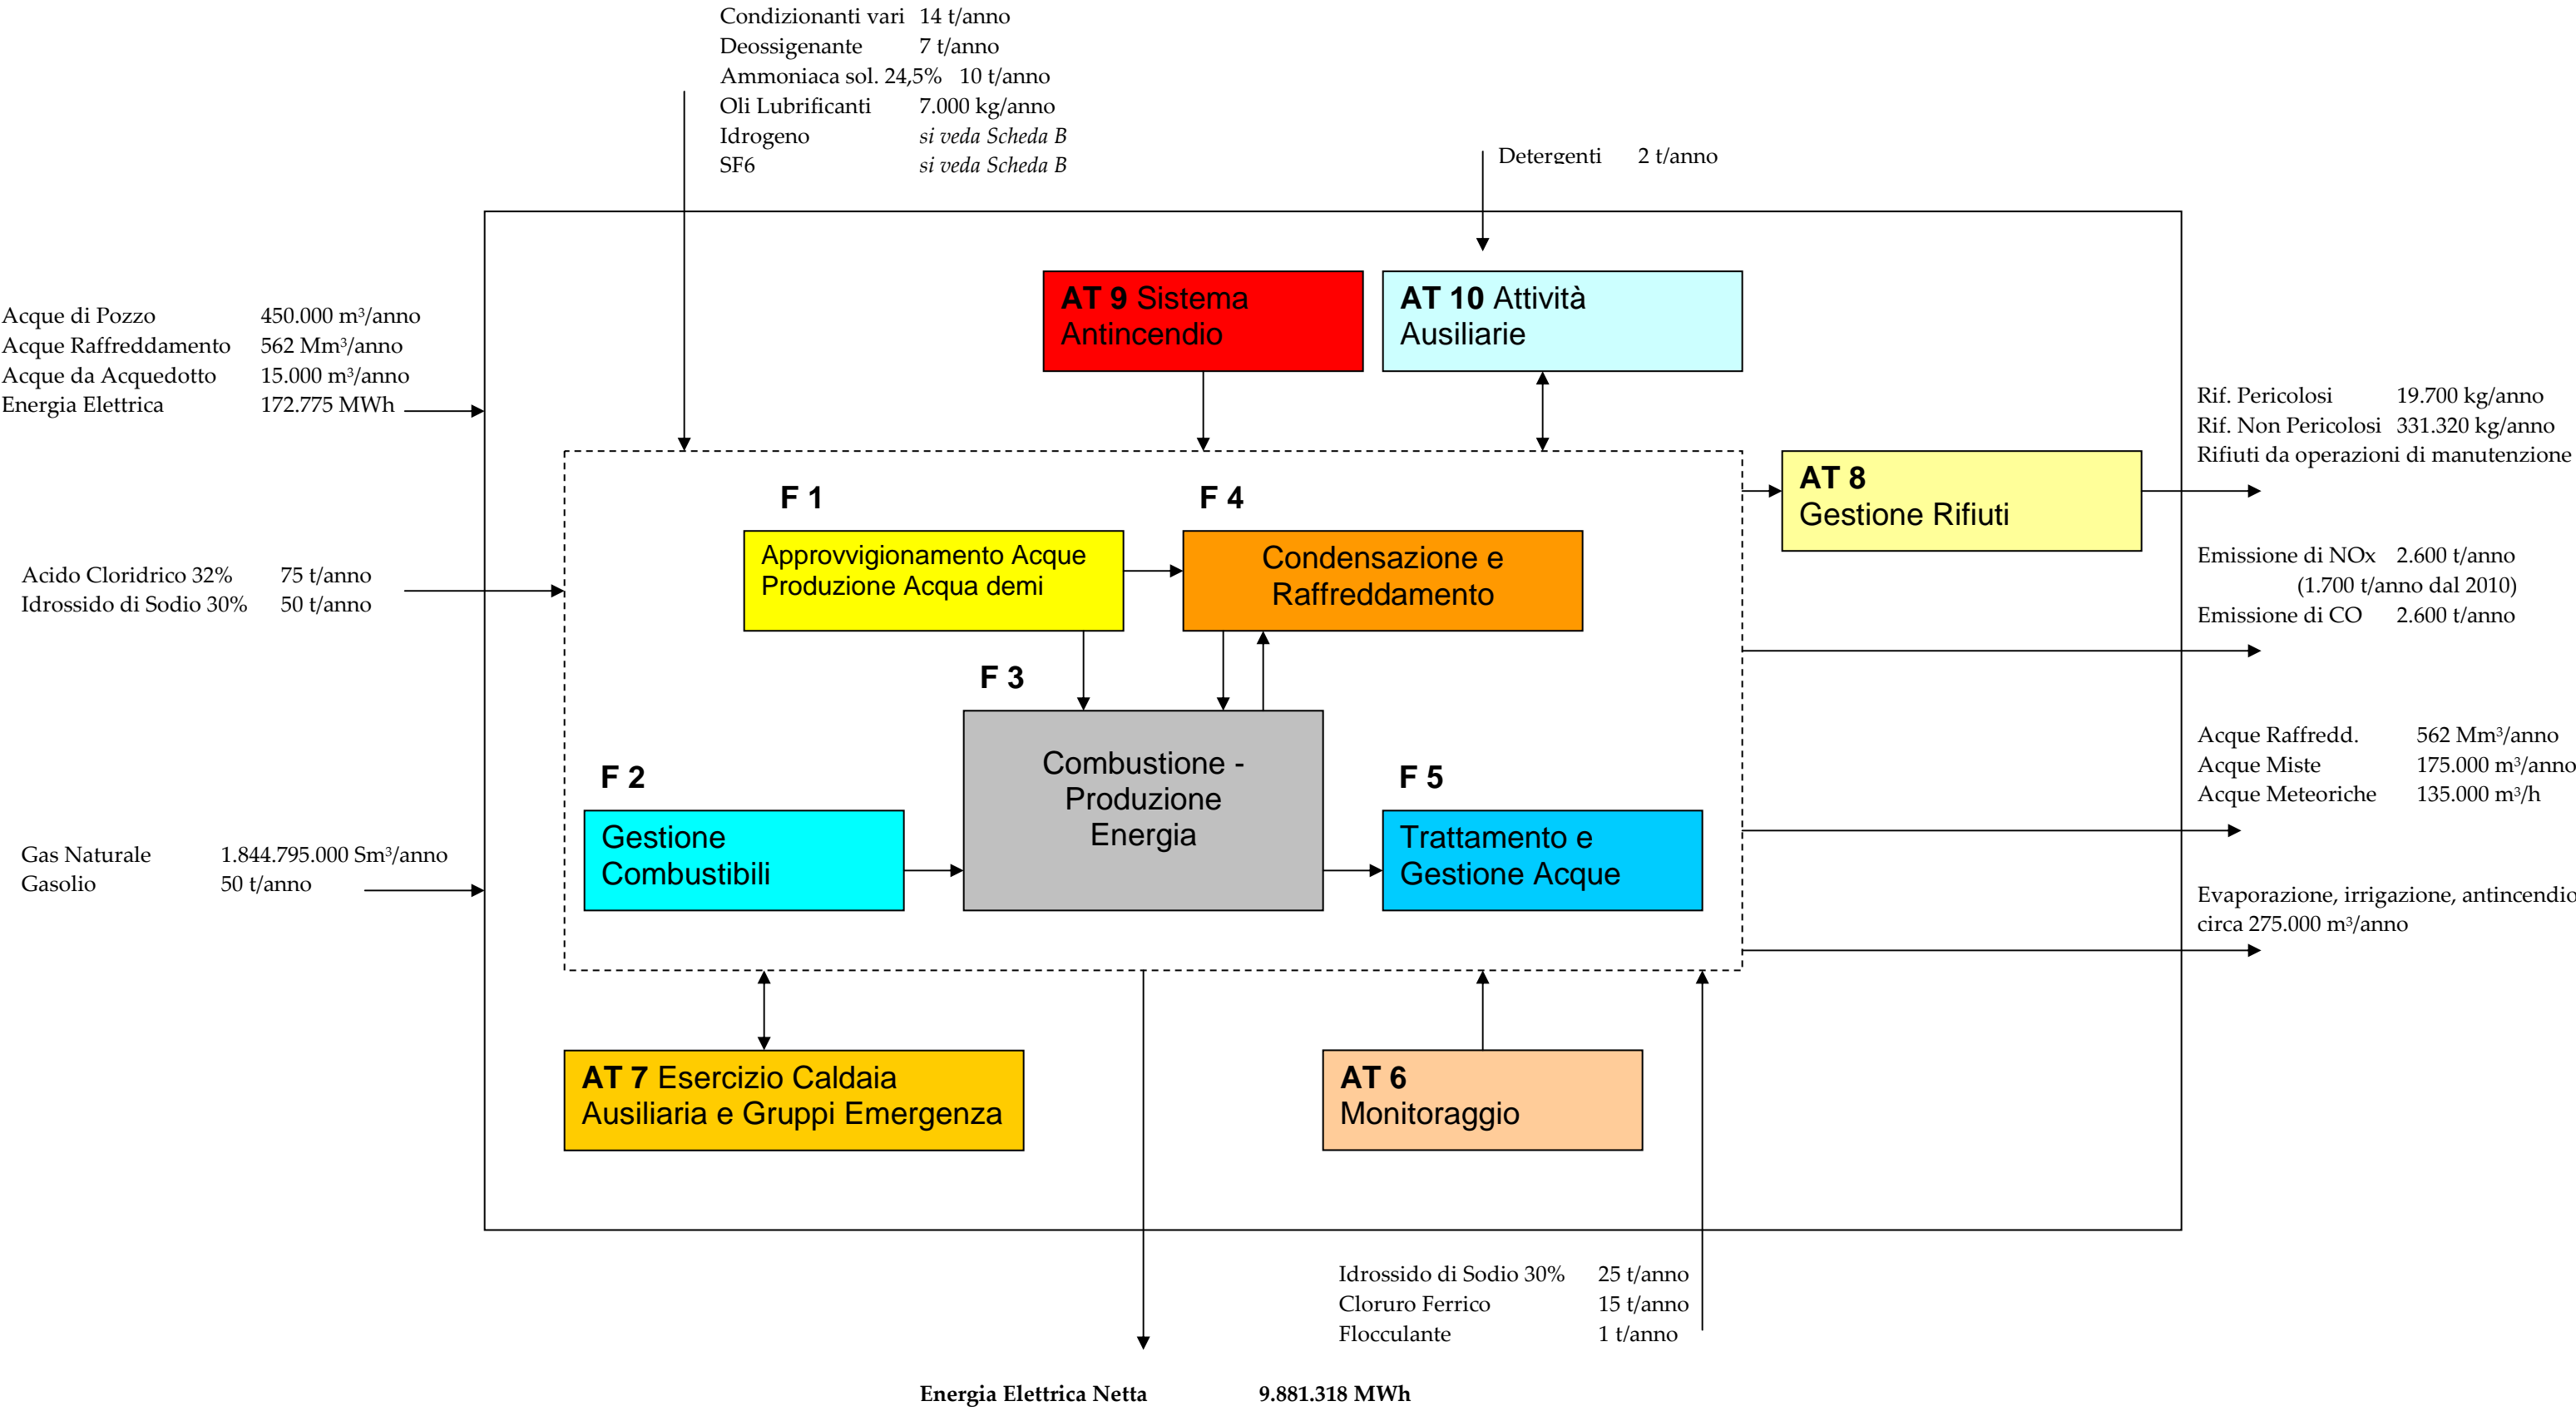 Condizionanti vari 14 t/anno
Deossigenante 7 t/anno
Ammoniaca sol. 24,5% 10 t/anno
Oli Lubrificanti 7.000 kg/anno
Idrogeno si veda Scheda B
SF6 si veda Scheda B
Detergenti 2 t/anno
Acque di Pozzo 450.000 m³/anno
Acque Raffreddamento 562 Mm³/anno
Acque da Acquedotto 15.000 m³/anno
Energia Elettrica 172.775 MWh
AT 9 Sistema
Antincendio
AT 10 Attività
Ausiliarie
Rif. Pericolosi 19.700 kg/anno
Rif. Non Pericolosi 331.320 kg/anno
Rifiuti da operazioni di manutenzione
AT 8
Gestione Rifiuti
F 1
Approvvigionamento Acque
Produzione Acqua demi
F 4
Condensazione e
Raffreddamento
Acido Cloridrico 32% 75 t/anno
Idrossido di Sodio 30% 50 t/anno
Emissione di NOx 2.600 t/anno
(1.700 t/anno dal 2010)
Emissione di CO 2.600 t/anno
F 3
Combustione -
Produzione
Energia
F 2
Gestione
Combustibili
F 5
Trattamento e
Gestione Acque
Acque Raffredd. 562 Mm³/anno
Acque Miste 175.000 m³/anno
Acque Meteoriche 135.000 m³/h
Gas Naturale 1.844.795.000 Sm³/anno
Gasolio 50 t/anno
Evaporazione, irrigazione, antincendio
circa 275.000 m³/anno
AT 7 Esercizio Caldaia
Ausiliaria e Gruppi Emergenza
AT 6
Monitoraggio
Idrossido di Sodio 30% 25 t/anno
Cloruro Ferrico 15 t/anno
Flocculante 1 t/anno
Energia Elettrica Netta 9.881.318 MWh